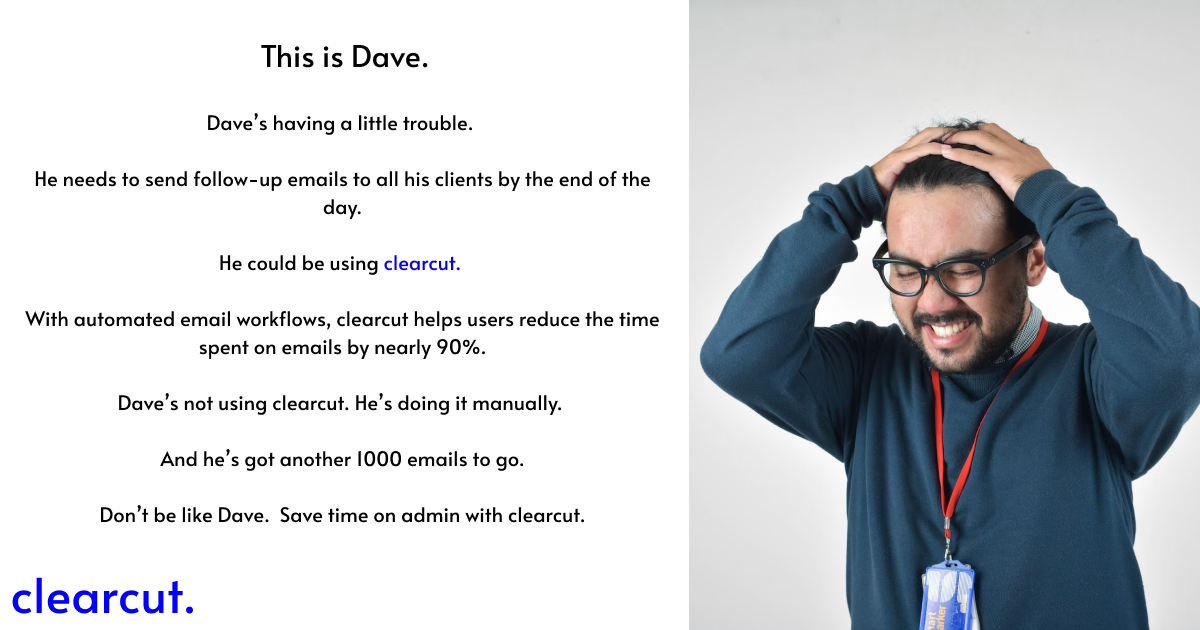 This is Dave.
Dave’s having a little trouble.
He needs to send follow-up emails to all his clients by the end of the
day.
He could be using clearcut.
With automated email workflows, clearcut helps users reduce the time
spent on emails by nearly 90%.
Dave’s not using clearcut. He’s doing it manually.
And he’s got another 1000 emails to go.
Don’t be like Dave.  Save time on admin with clearcut.
clearcut.